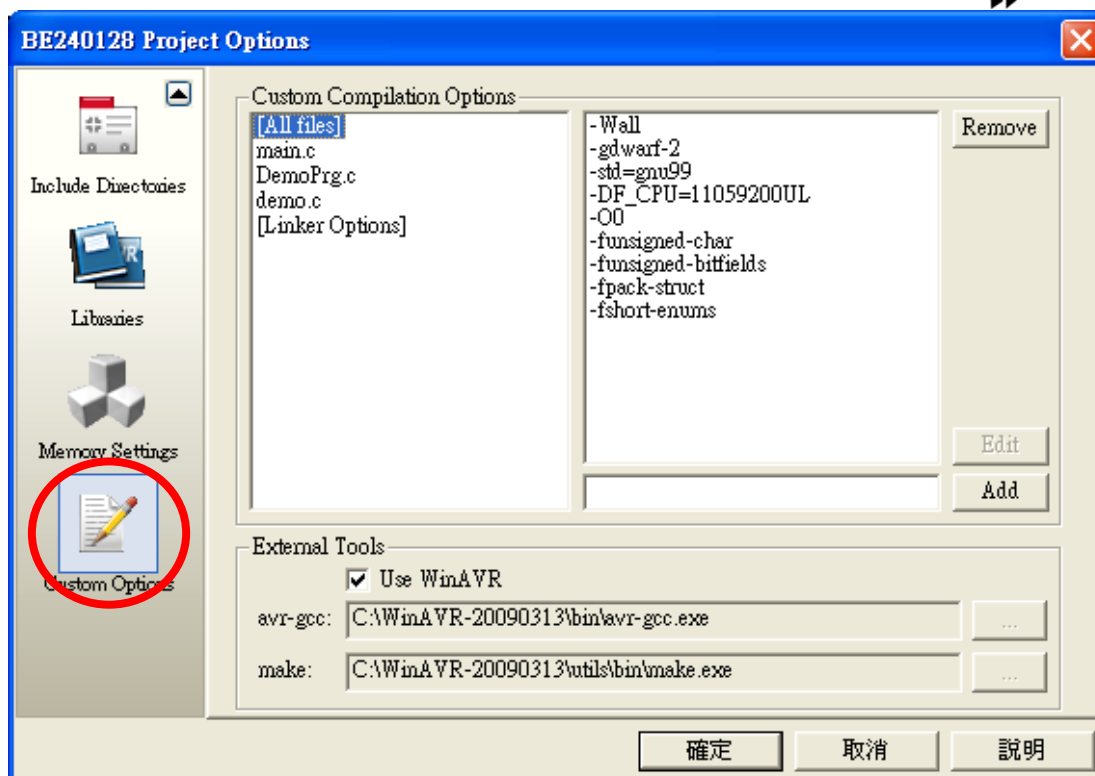 BE240128 Project Options
Include Directories
Libraries
Memory Settings
Custom Options
Custom Compilation Options
[All files]
main.c
DemoPrg.c
demo.c
[Linker Options]
-Wall
-gdwarf-2
-std=gnu99
-DF_CPU=11059200UL
-O0
-funsigned-char
-funsigned-bitfields
-fpack-struct
-fshort-enums
Remove
Edit
Add
External Tools
Use WinAVR
avr-gcc: C:\WinAVR-20090313\bin\avr-gcc.exe ...
make: C:\WinAVR-20090313\utils\bin\make.exe ...
確定 取消 說明